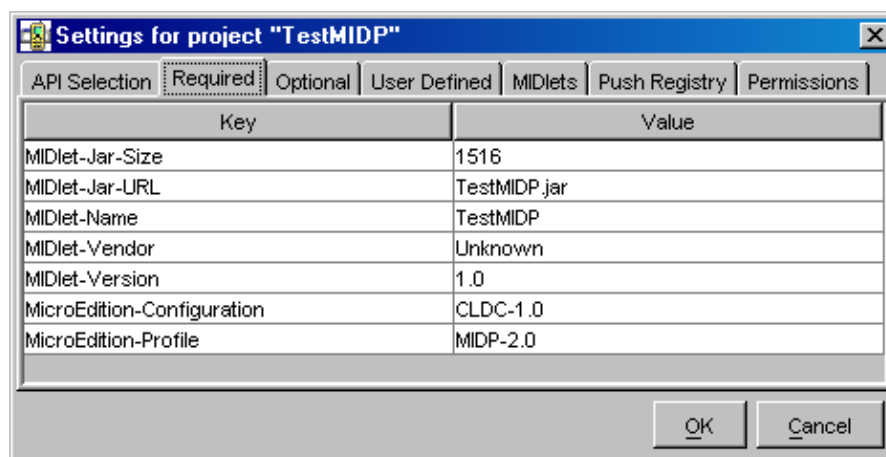 Settings for project "TestMIDP"
API Selection Required Optional User Defined MIDlets Push Registry Permissions
Key Value
MIDlet-Jar-Size 1516
MIDlet-Jar-URL TestMIDP.jar
MIDlet-Name TestMIDP
MIDlet-Vendor Unknown
MIDlet-Version 1.0
MicroEdition-Configuration CLDC-1.0
MicroEdition-Profile MIDP-2.0
OK Cancel